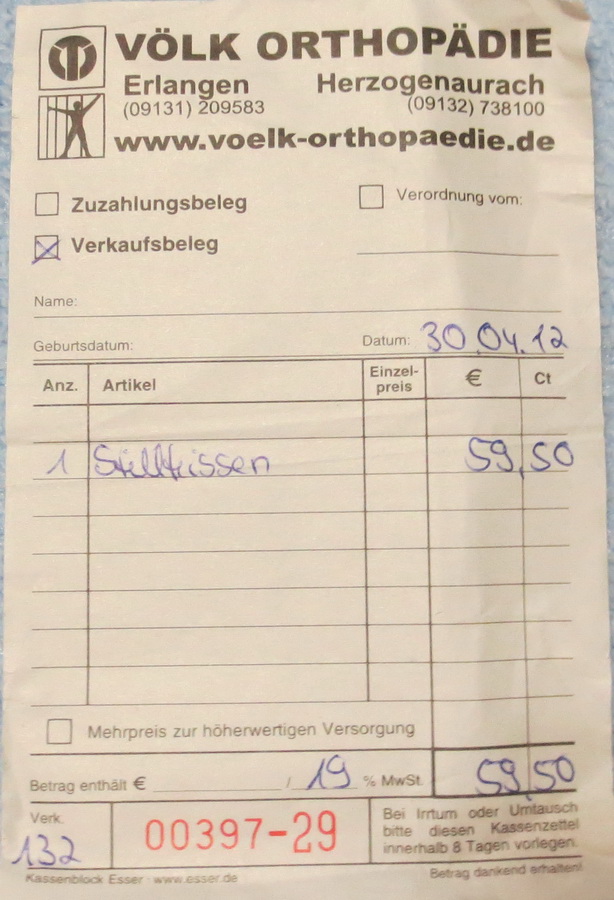 VÖLK ORTHOPÄDIE
Erlangen Herzogenaurach
(09131) 209583 (09132) 738100
www.voelk-orthopaedie.de
Zuzahlungsbeleg Verordnung vom:
Verkaufsbeleg
Name:
Geburtsdatum: Datum: 30.04.12
Anz. Artikel Einzel-preis € Ct
1 Stillkissen 59,50
Mehrpreis zur höherwertigen Versorgung
Betrag enthält € / 19 % MwSt. 59,50
Verk.
132
00397-29
Bei Irrtum oder Umtausch
bitte diesen Kassenzettel
innerhalb 8 Tagen vorlegen.
Kassenblock Esser · www.esser.de Betrag dankend erhalten!